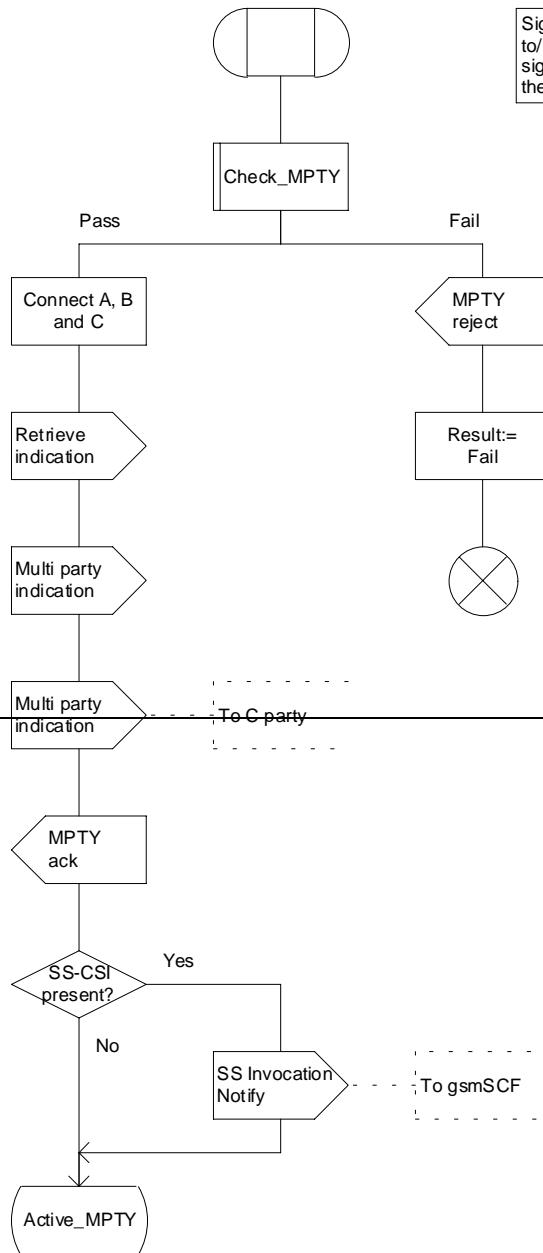 Sig
to/
sig
the
Check_MPTY
Pass
Fail
Connect A, B
and C
MPTY
reject
Retrieve
indication
Result:=
Fail
Multi party
indication
Multi party
indication
To C party
MPTY
ack
SS-CSI
present?
Yes
No
SS Invocation
Notify
To gsmSCF
Active_MPTY